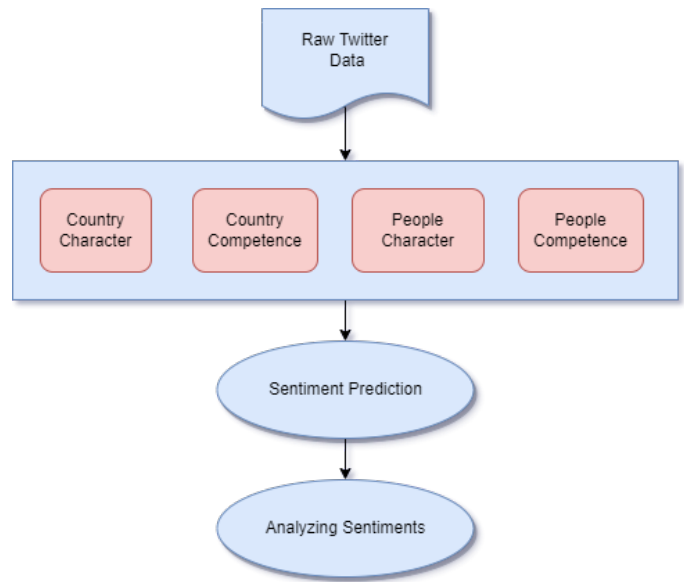 Raw Twitter
Data
Country
Character
Country
Competence
People
Character
People
Competence
Sentiment Prediction
Analyzing Sentiments